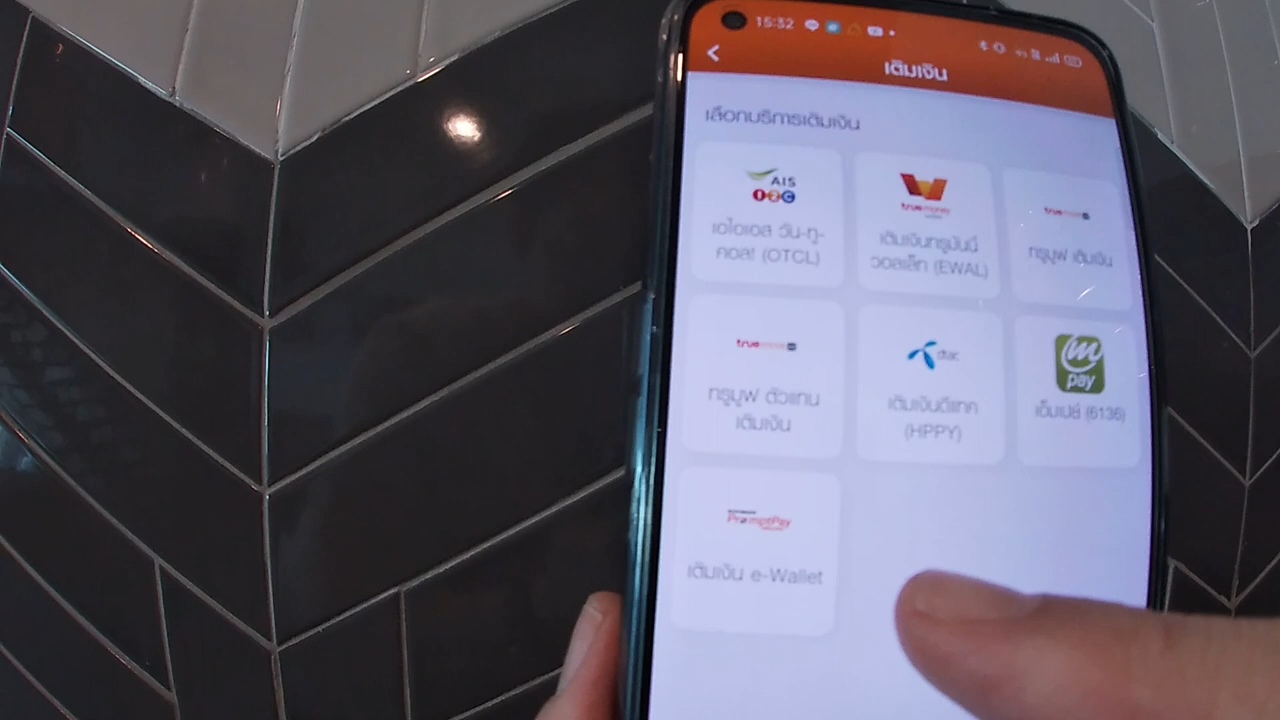 15:32
เติมเงิน
เลือกบริการเติมเงิน
AIS
12C
เอไอเอส วัน-ทู-
คอล! (OTCL)
truemoney
wallet
เติมเงินทรูมันนี่
วอลเล็ท (EWAL)
truemove
ทรูมูฟ เติมเงิน
truemove
ทรูมูฟ ตัวแทน
เติมเงิน
dtac
เติมเงินดีแทค
(HPPY)
m
pay
เอ็มเปย์ (6136)
PromptPay
เติมเงิน e-Wallet